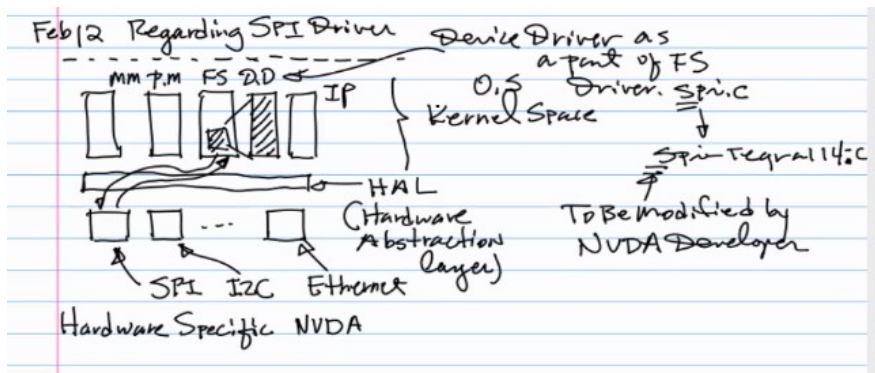 Feb 12 Regarding SPI Driver
Device Driver as
a part of FS
mm p.m FS D.D
IP
O.S
Kernel Space
Driver. Spi.c
Spi-Tegra114.c
HAL
(Hardware
Abstraction
layer)
To Be modified by
NVDA Developer
...
SPI I2C Ethernet
Hardware Specific NVDA